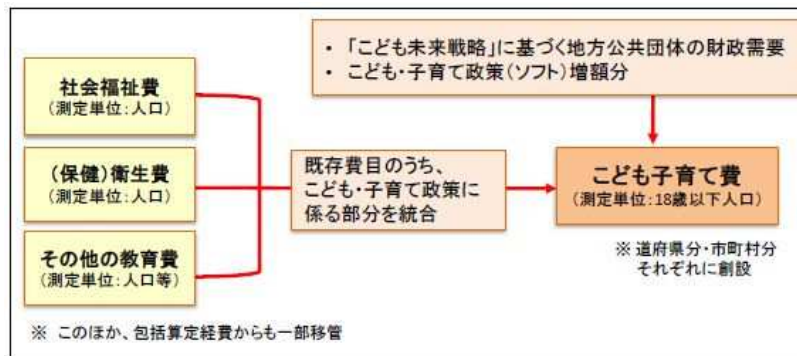 ・ 「こども未来戦略」に基づく地方公共団体の財政需要
・ こども・子育て政策（ソフト）増額分
社会福祉費
（測定単位：人口）
（保健）衛生費
（測定単位：人口）
その他の教育費
（測定単位：人口等）
既存費目のうち、
こども・子育て政策に
係る部分を統合
こども子育て費
（測定単位：18歳以下人口）
※ 道府県分・市町村分
それぞれに創設
※ このほか、包括算定経費からも一部移管